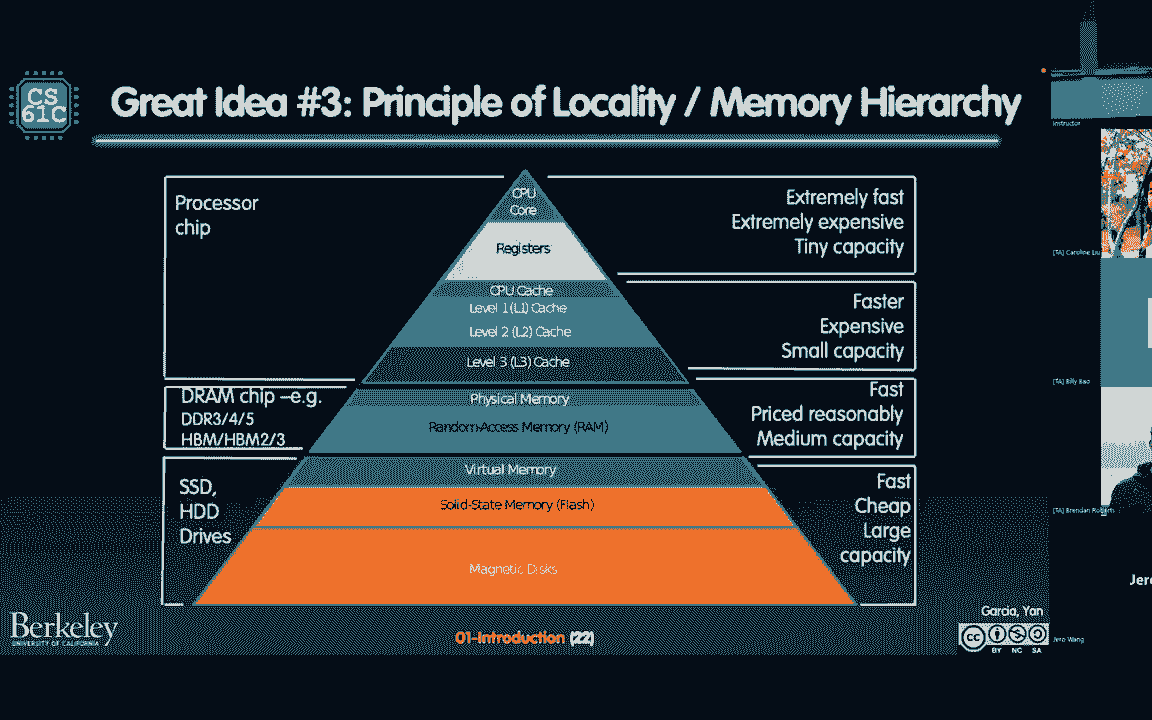 CS
61C
Great Idea #3: Principle of Locality / Memory Hierarchy
Instructor
Processor
chip
CPU
Core
Registers
CPU Cache
Level 1 (L1) Cache
Level 2 (L2) Cache
Level 3 (L3) Cache
Extremely fast
Extremely expensive
Tiny capacity
Faster
Expensive
Small capacity
DRAM chip –e.g.
DDR3/4/5
HBM/HBM2/3
Physical Memory
Random-Access Memory (RAM)
Fast
Priced reasonably
Medium capacity
SSD,
HDD
Drives
Virtual Memory
Solid-State Memory (Flash)
Magnetic Disks
Fast
Cheap
Large
capacity
[TA] Caroline Liu
[TA] Billy Bao
[TA] Brendan Roberts
Jero
Berkeley
UNIVERSITY OF CALIFORNIA
01-Introduction (22)
Garcia, Yan
cc
BY NC SA
Jero Wang